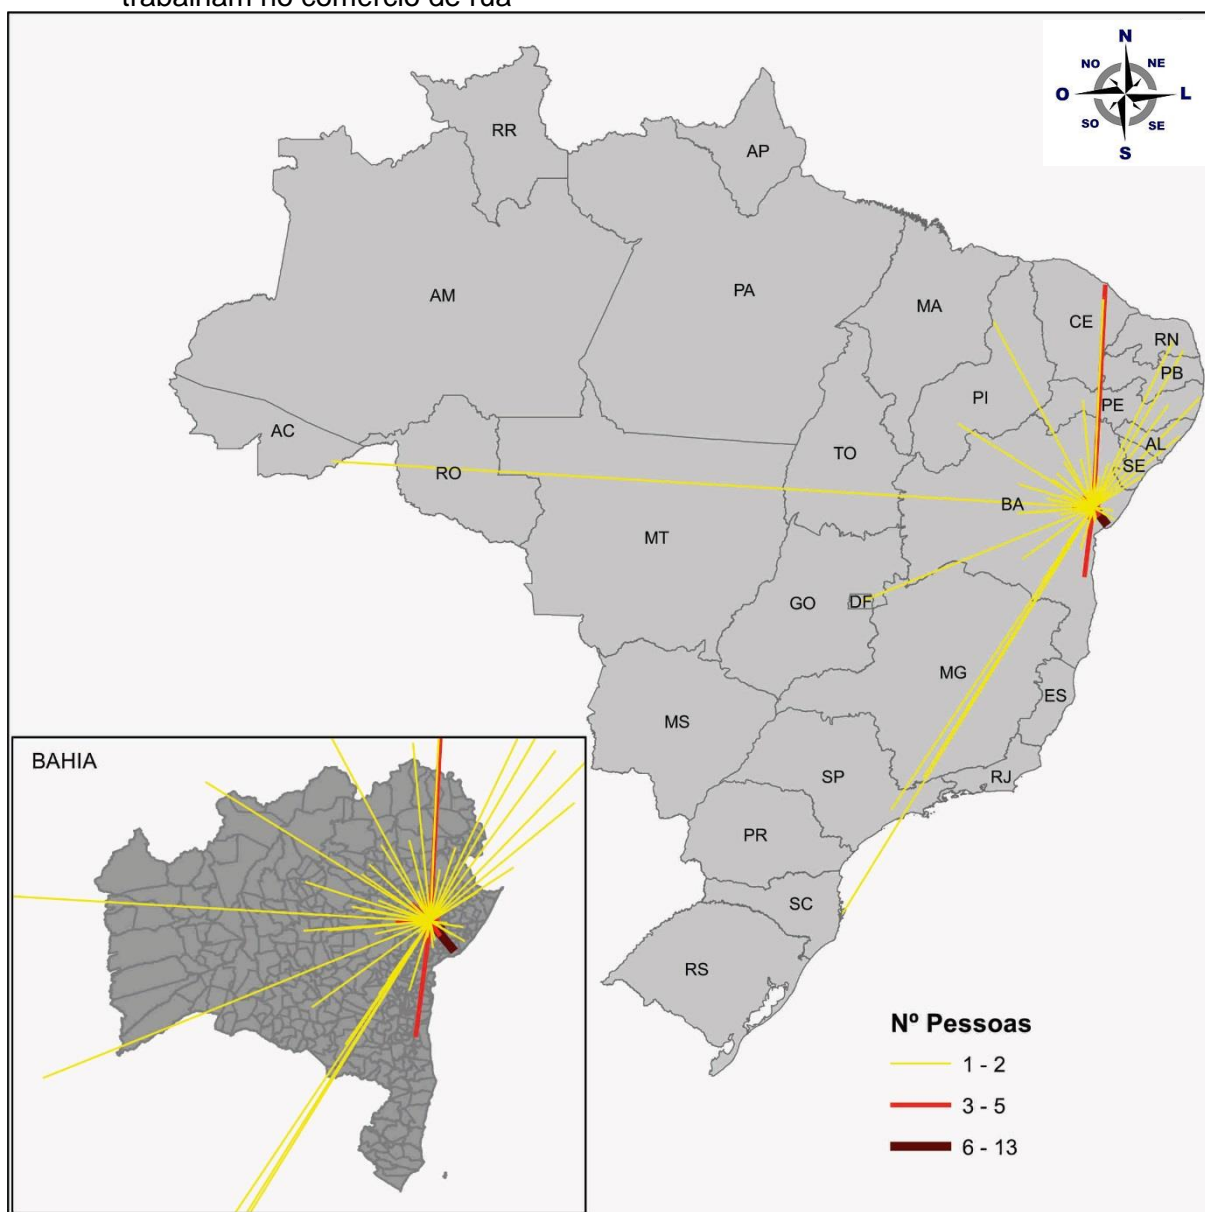 trabalham no comércio de rua
N
NO NE
O L
SO SE
S
RR
AP
AM
PA
MA
CE
RN
PB
PI
PE
AC
AL
TO
SE
RO
BA
MT
GO
DF
MG
ES
MS
BAHIA
SP
RJ
PR
SC
RS
Nº Pessoas
1 - 2
3 - 5
6 - 13